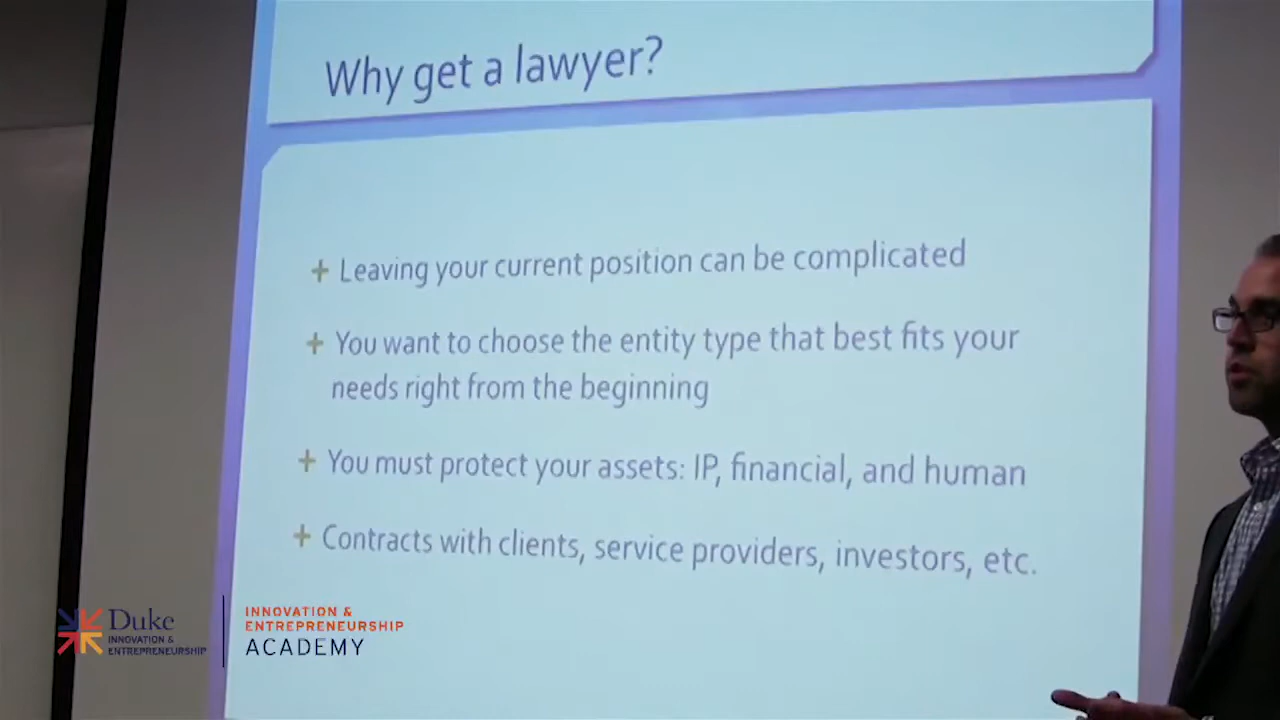 Why get a lawyer?
+ Leaving your current position can be complicated
+ You want to choose the entity type that best fits your
needs right from the beginning
+ You must protect your assets: IP, financial, and human
+ Contracts with clients, service providers, investors, etc.
Duke
INNOVATION &
ENTREPRENEURSHIP
INNOVATION &
ENTREPRENEURSHIP
ACADEMY